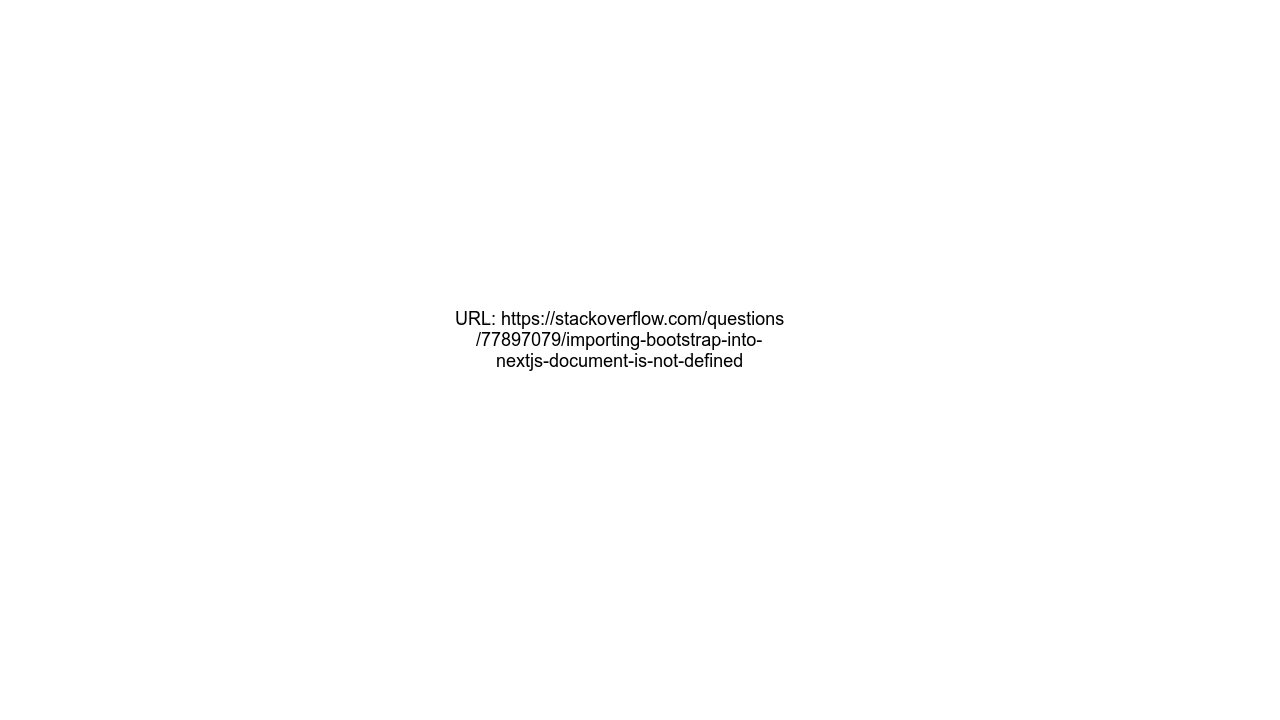 URL: https://stackoverflow.com/questions
/77897079/importing-bootstrap-into-
nextjs-document-is-not-defined